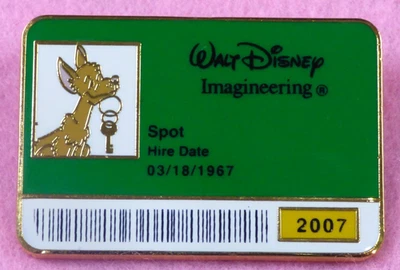 Walt Disney
Imagineering ®
Spot
Hire Date
03/18/1967
2007